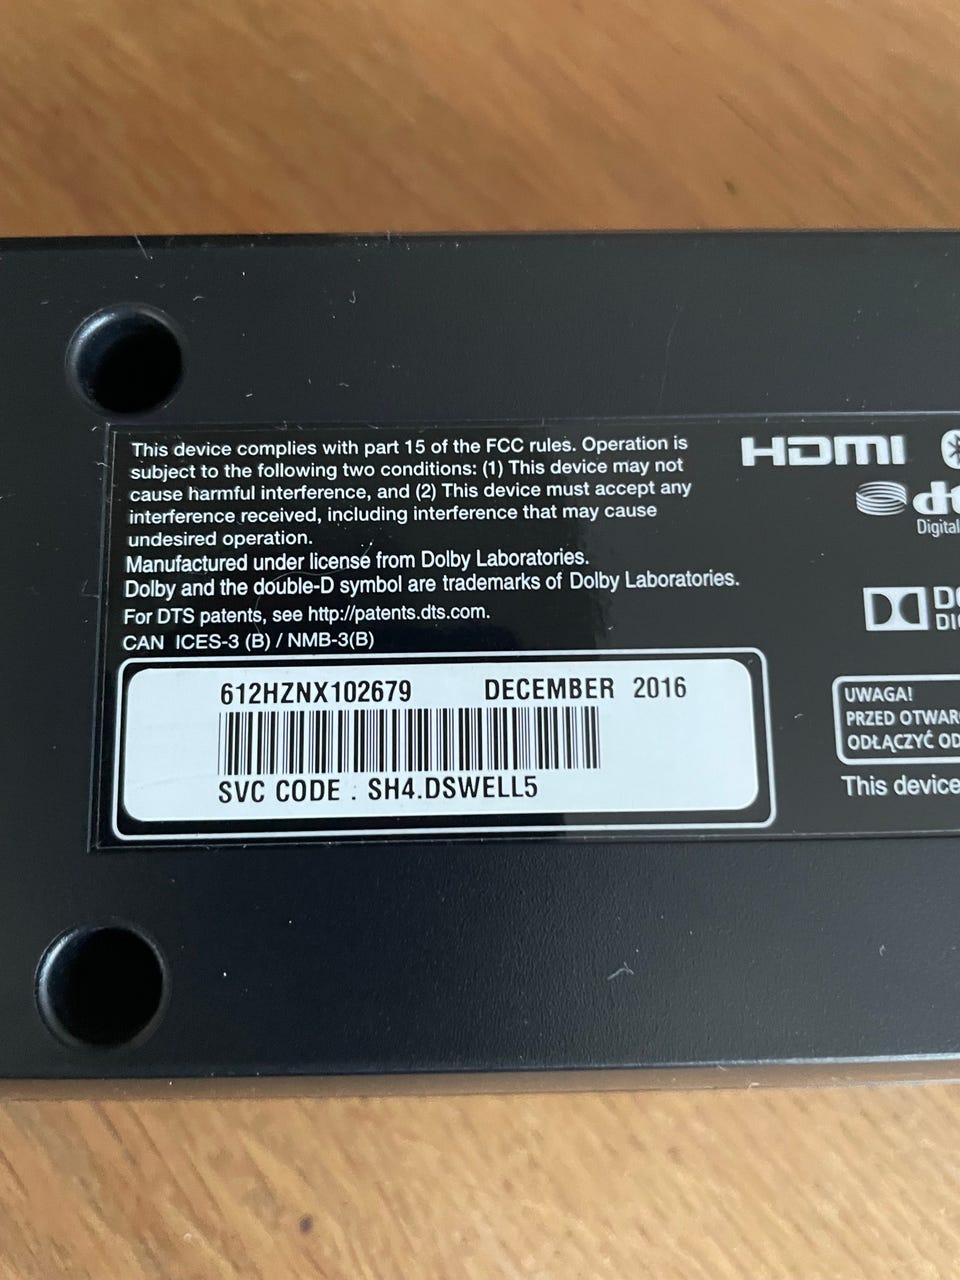 This device complies with part 15 of the FCC rules. Operation is
subject to the following two conditions: (1) This device may not
cause harmful interference, and (2) This device must accept any
interference received, including interference that may cause
undesired operation.
Manufactured under license from Dolby Laboratories.
Dolby and the double-D symbol are trademarks of Dolby Laboratories.
For DTS patents, see http://patents.dts.com.
CAN ICES-3 (B) / NMB-3(B)
612HZNX102679 DECEMBER 2016
SVC CODE : SH4.DSWELL5
HDMI
Digital
UWAGA!
PRZED
ODŁĄCZYĆ
This device